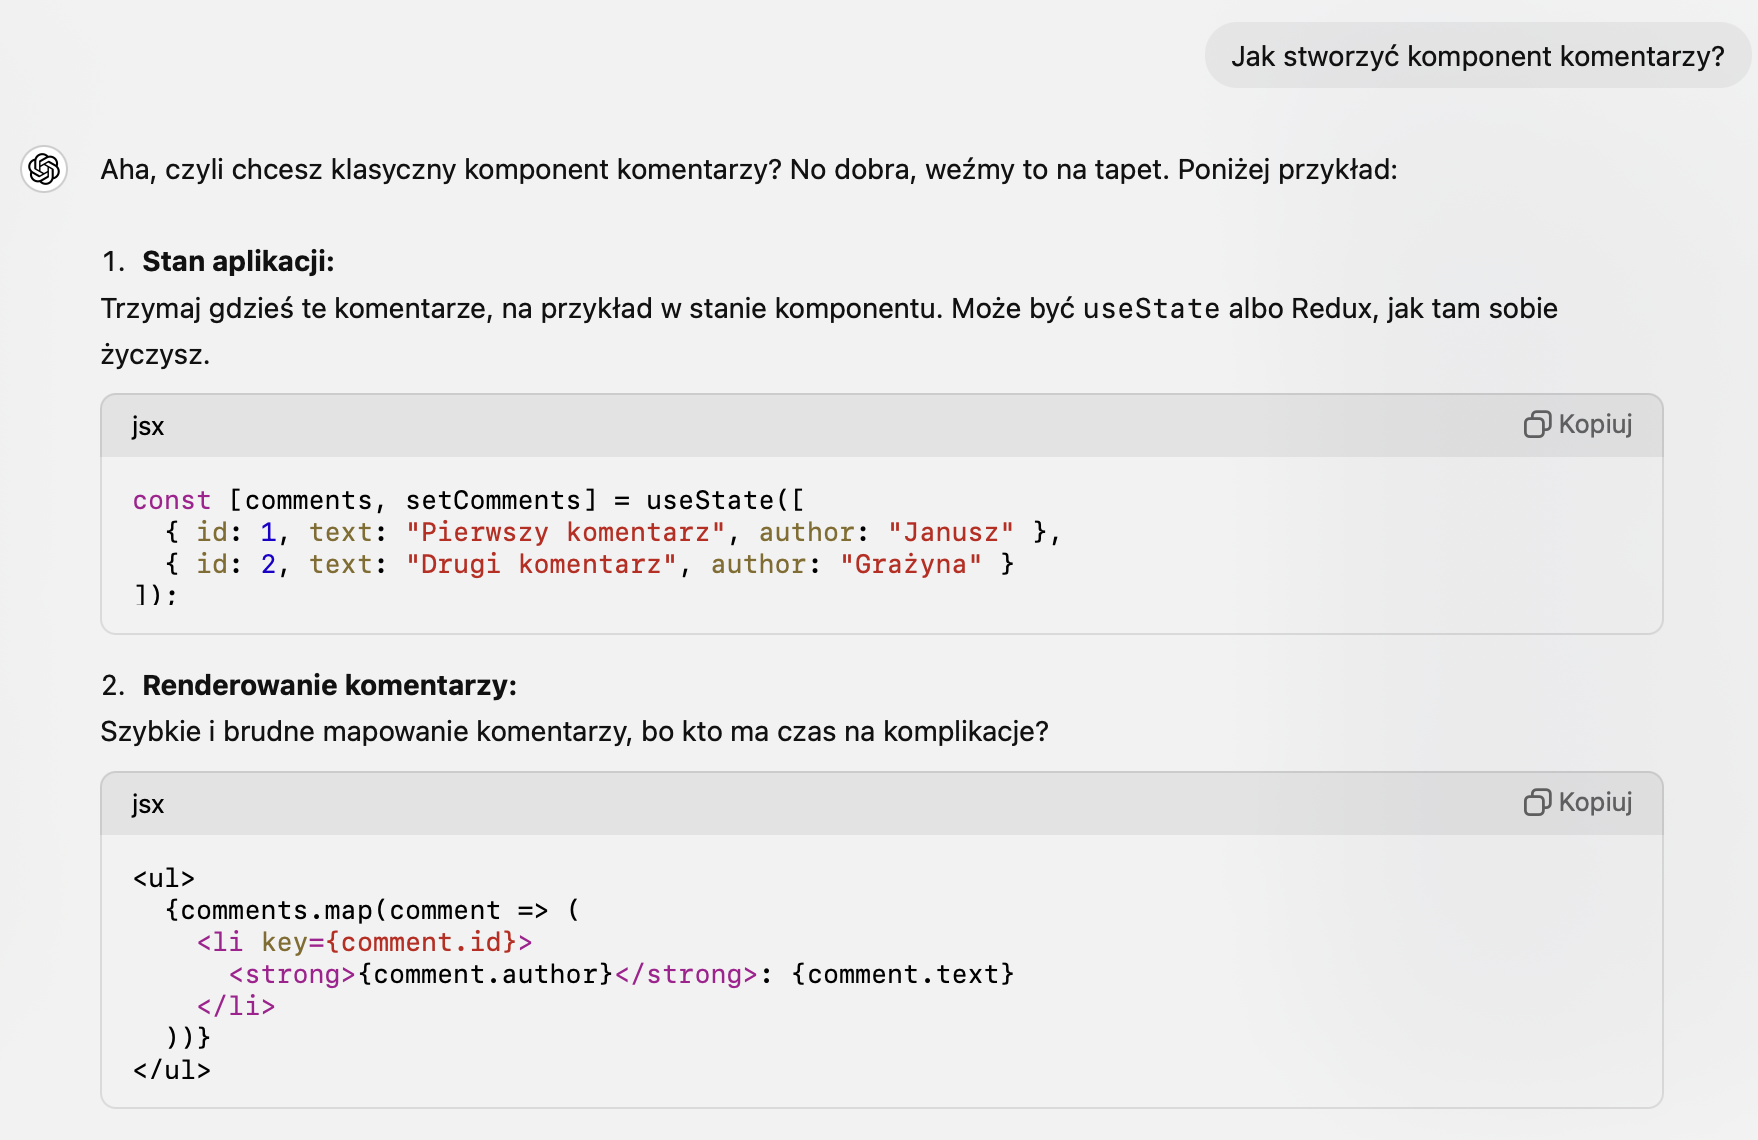 Jak stworzyć komponent komentarzy?
Aha, czyli chcesz klasyczny komponent komentarzy? No dobra, weźmy to na tapet. Poniżej przykład:
1. Stan aplikacji:
Trzymaj gdzieś te komentarze, na przykład w stanie komponentu. Może być useState albo Redux, jak tam sobie
życzysz.
jsx Kopiuj
const [comments, setComments] = useState([
  { id: 1, text: "Pierwszy komentarz", author: "Janusz" },
  { id: 2, text: "Drugi komentarz", author: "Grażyna" }
]);
2. Renderowanie komentarzy:
Szybkie i brudne mapowanie komentarzy, bo kto ma czas na komplikacje?
jsx Kopiuj
<ul>
  {comments.map(comment => (
    <li key={comment.id}>
      <strong>{comment.author}</strong>: {comment.text}
    </li>
  ))}
</ul>